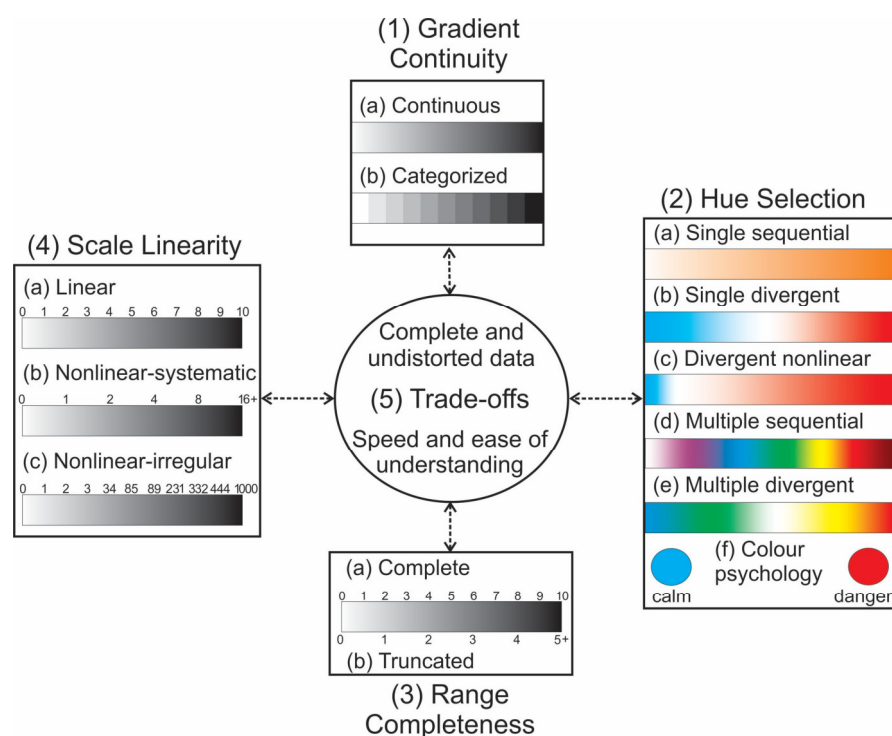 (1) Gradient
Continuity
(a) Continuous
(b) Categorized
(2) Hue Selection
(a) Single sequential
(b) Single divergent
(c) Divergent nonlinear
(d) Multiple sequential
(e) Multiple divergent
(f) Colour
psychology
calm
danger
(4) Scale Linearity
(a) Linear
0 1 2 3 4 5 6 7 8 9 10
(b) Nonlinear-systematic
0 1 2 4 8 16+
(c) Nonlinear-irregular
0 1 2 3 34 85 89 231 332 444 1000
Complete and
undistorted data
(5) Trade-offs
Speed and ease of
understanding
(a) Complete
0 1 2 3 4 5 6 7 8 9 10
0 1 2 3 4 5+
(b) Truncated
(3) Range
Completeness